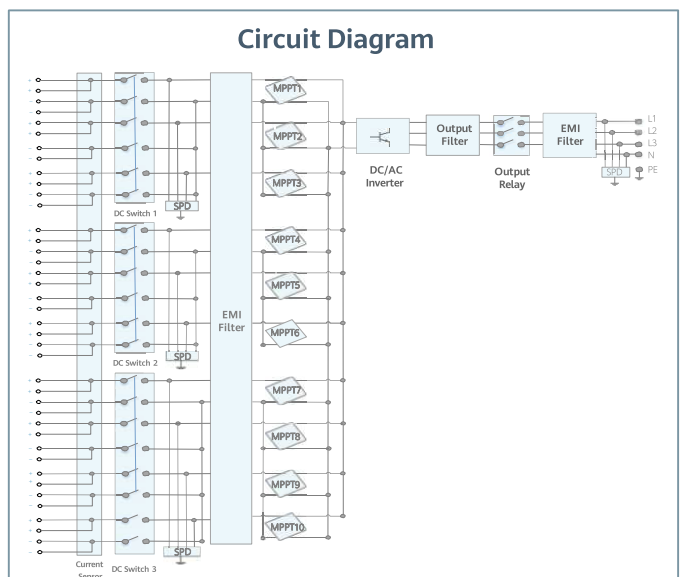 Circuit Diagram
MPPT1
MPPT2
MPPT3
SPD
DC Switch 1
MPPT4
MPPT5
MPPT6
EMI
Filter
SPD
DC Switch 2
MPPT7
MPPT8
MPPT9
MPPT10
SPD
Current
Sensor
DC Switch 3
DC/AC
Inverter
Output
Filter
Output
Relay
EMI
Filter
L1
L2
L3
N
SPD
PE